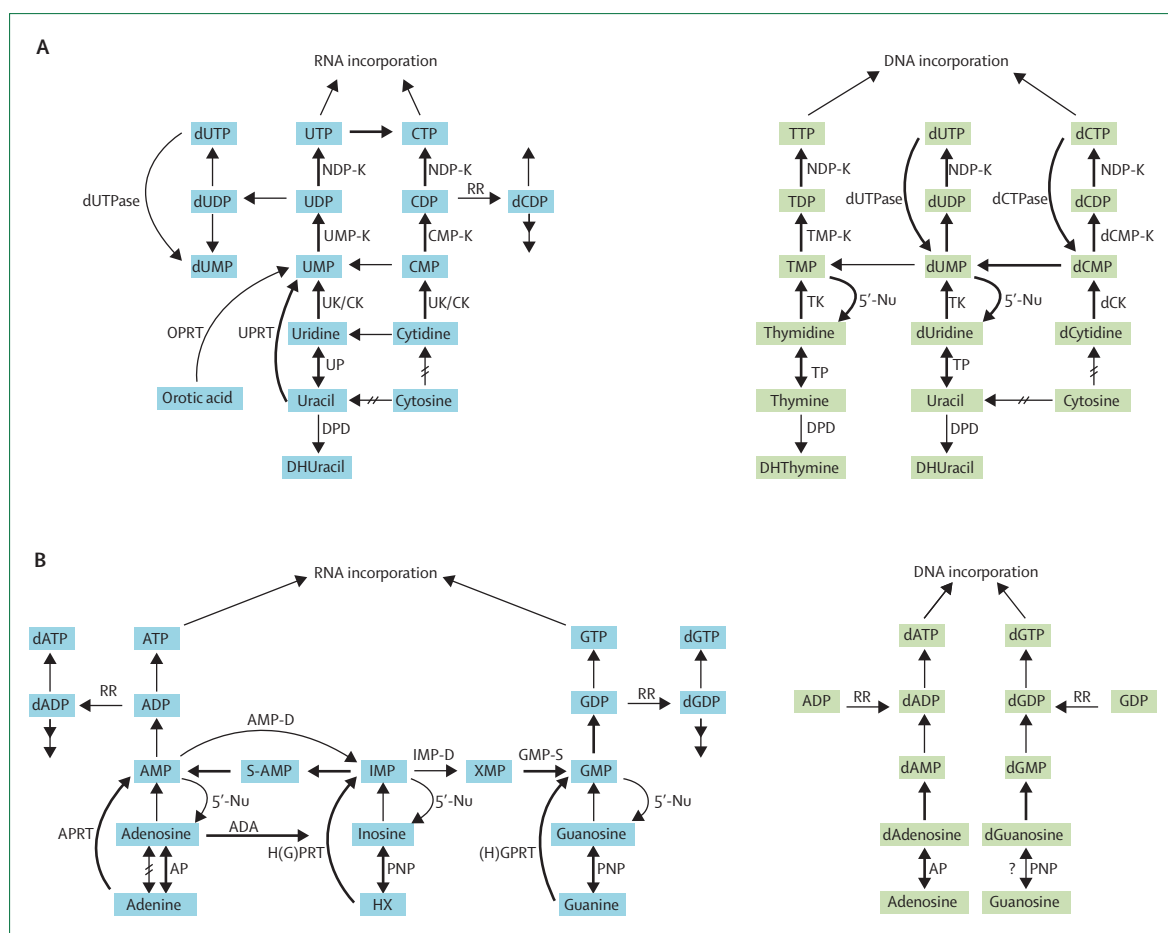 A
RNA incorporation
DNA incorporation
dUTP
UTP
CTP
TTP
dUTP
dCTP
NDP-K
NDP-K
NDP-K
NDP-K
NDP-K
dUTPase
dUDP
UDP
CDP
RR
dCDP
TDP
dUTPase
dUDP
dCTPase
dCDP
UMP-K
CMP-K
TMP-K
dCMP-K
dUMP
UMP
CMP
TMP
dUMP
dCMP
OPRT
UPRT
UK/CK
UK/CK
TK
5′-Nu
TK
5′-Nu
dCK
Uridine
Cytidine
Thymidine
dUridine
dCytidine
UP
TP
TP
Orotic acid
Uracil
Cytosine
Thymine
Uracil
Cytosine
DPD
DPD
DPD
DHUracil
DHThymine
DHUracil
B
RNA incorporation
DNA incorporation
dATP
ATP
GTP
dGTP
dATP
dGTP
dADP
RR
ADP
GDP
RR
dGDP
ADP
RR
dADP
dGDP
RR
GDP
AMP-D
IMP-D
GMP-S
AMP
S-AMP
IMP
XMP
GMP
dAMP
dGMP
5′-Nu
5′-Nu
5′-Nu
APRT
Adenosine
ADA
H(G)PRT
Inosine
(H)GPRT
Guanosine
dAdenosine
dGuanosine
AP
PNP
PNP
AP
?
PNP
Adenine
HX
Guanine
Adenosine
Guanosine